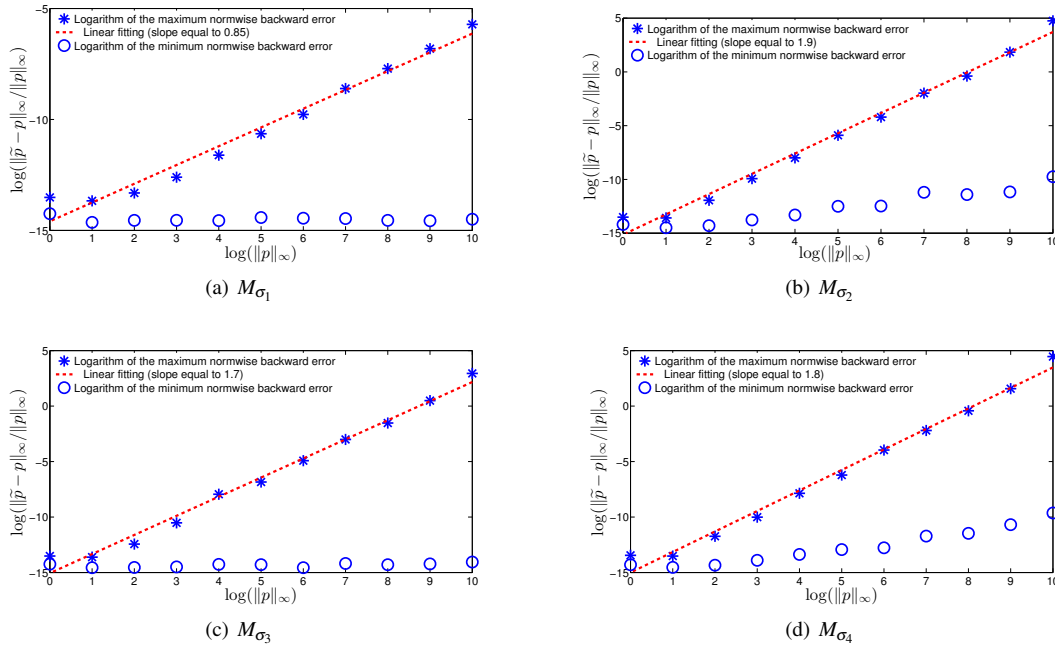 −5
Logarithm of the maximum normwise backward error
Linear fitting (slope equal to 0.85)
Logarithm of the minimum normwise backward error
−10
−15
log(‖p̃ − p‖∞/‖p‖∞)
0 1 2 3 4 5 6 7 8 9 10
log(‖p‖∞)
(a) Mσ1
5
Logarithm of the maximum normwise backward error
Linear fitting (slope equal to 1.9)
Logarithm of the minimum normwise backward error
0
−5
−10
−15
log(‖p̃ − p‖∞/‖p‖∞)
0 1 2 3 4 5 6 7 8 9 10
log(‖p‖∞)
(b) Mσ2
5
Logarithm of the maximum normwise backward error
Linear fitting (slope equal to 1.7)
Logarithm of the minimum normwise backward error
0
−5
−10
−15
log(‖p̃ − p‖∞/‖p‖∞)
0 1 2 3 4 5 6 7 8 9 10
log(‖p‖∞)
(c) Mσ3
5
Logarithm of the maximum normwise backward error
Linear fitting (slope equal to 1.8)
Logarithm of the minimum normwise backward error
0
−5
−10
−15
log(‖p̃ − p‖∞/‖p‖∞)
0 1 2 3 4 5 6 7 8 9 10
log(‖p‖∞)
(d) Mσ4